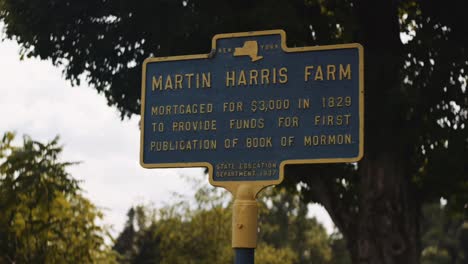 NEW YORK
MARTIN HARRIS FARM
MORTGAGED FOR $3,000 IN 1829
TO PROVIDE FUNDS FOR FIRST
PUBLICATION OF BOOK OF MORMON.
STATE EDUCATION
DEPARTMENT 1937